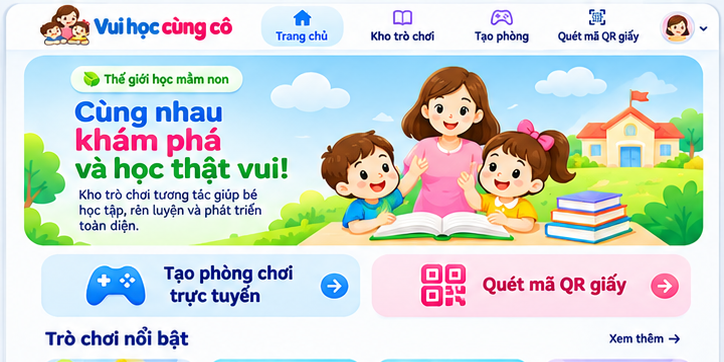 Vui học cùng cô
Trang chủ
Kho trò chơi
Tạo phòng
Quét mã QR giấy
Thế giới học mầm non
Cùng nhau
khám phá
và học thật vui!
Kho trò chơi tương tác giúp bé
học tập, rèn luyện và phát triển
toàn diện.
Tạo phòng chơi
trực tuyến
Quét mã QR giấy
Trò chơi nổi bật
Xem thêm →